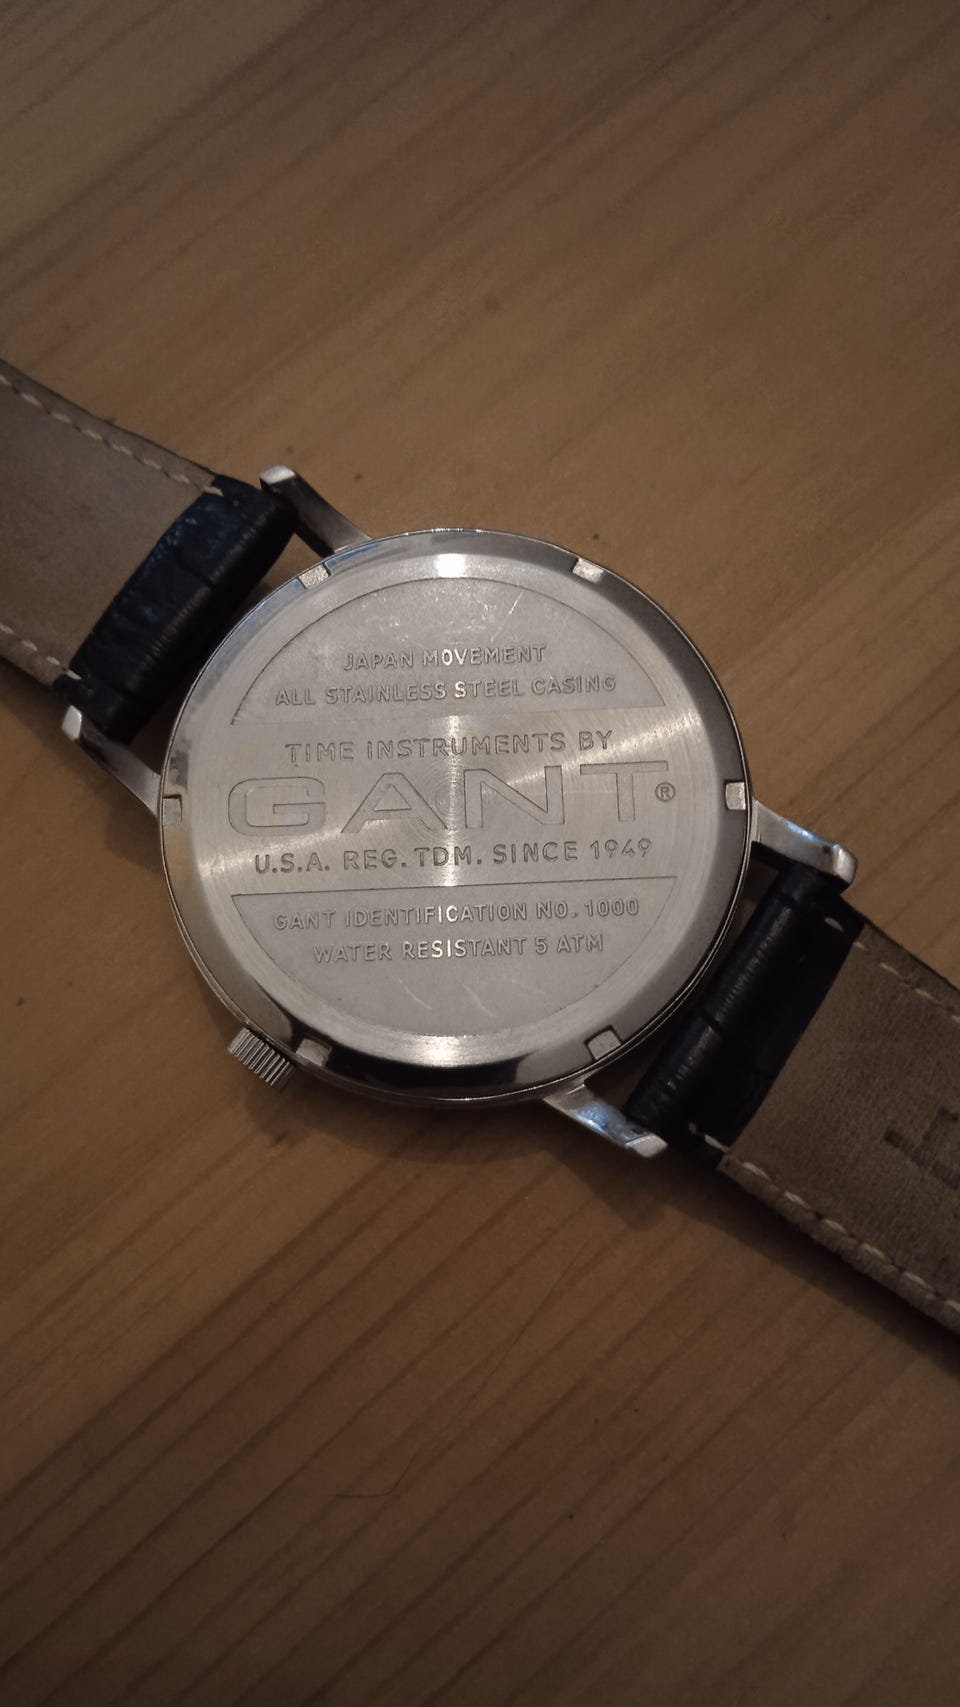 JAPAN MOVEMENT
ALL STAINLESS STEEL CASING
TIME INSTRUMENTS BY
GANT®
U.S.A. REG. TDM. SINCE 1949
GANT IDENTIFICATION NO. 1000
WATER RESISTANT 5 ATM